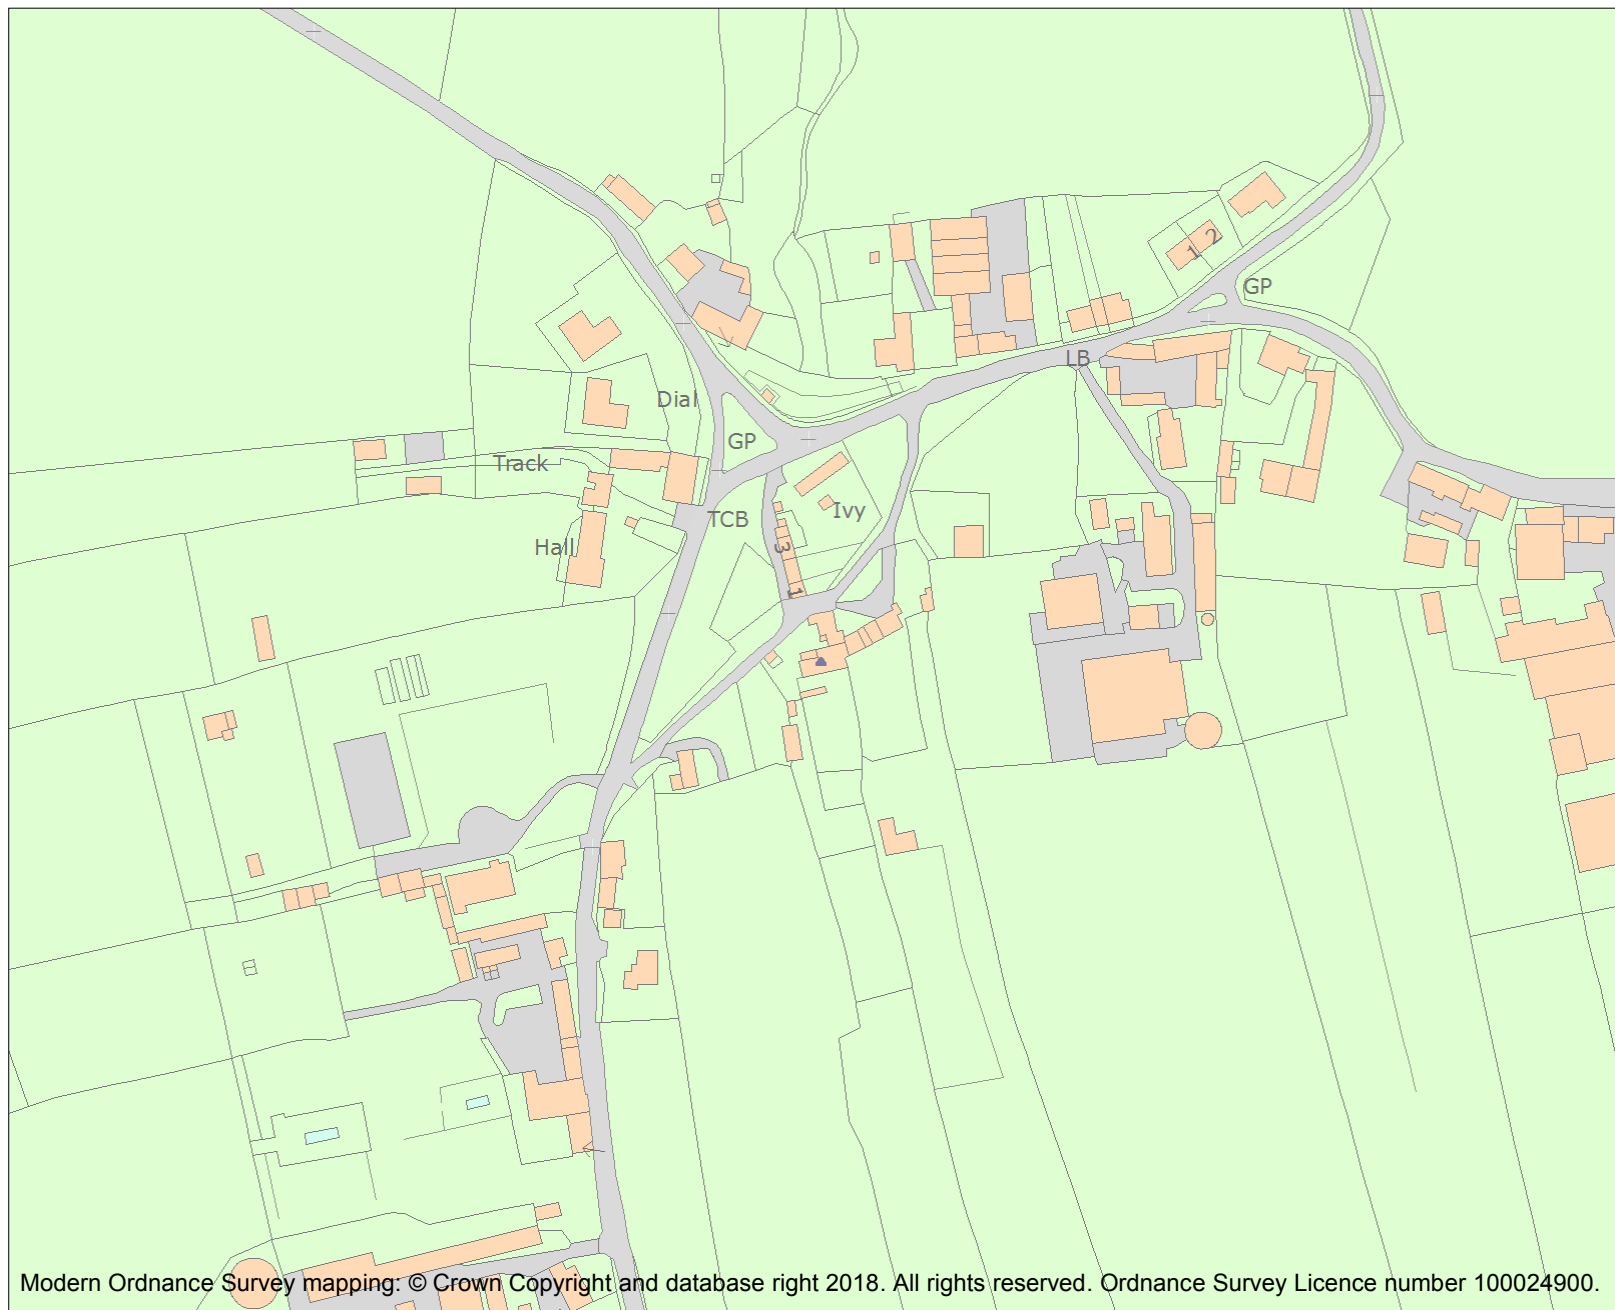 1 2
GP
LB
Dial
GP
Track
TCB
Ivy
Hall
3
1
Modern Ordnance Survey mapping: © Crown Copyright and database right 2018. All rights reserved. Ordnance Survey Licence number 100024900.